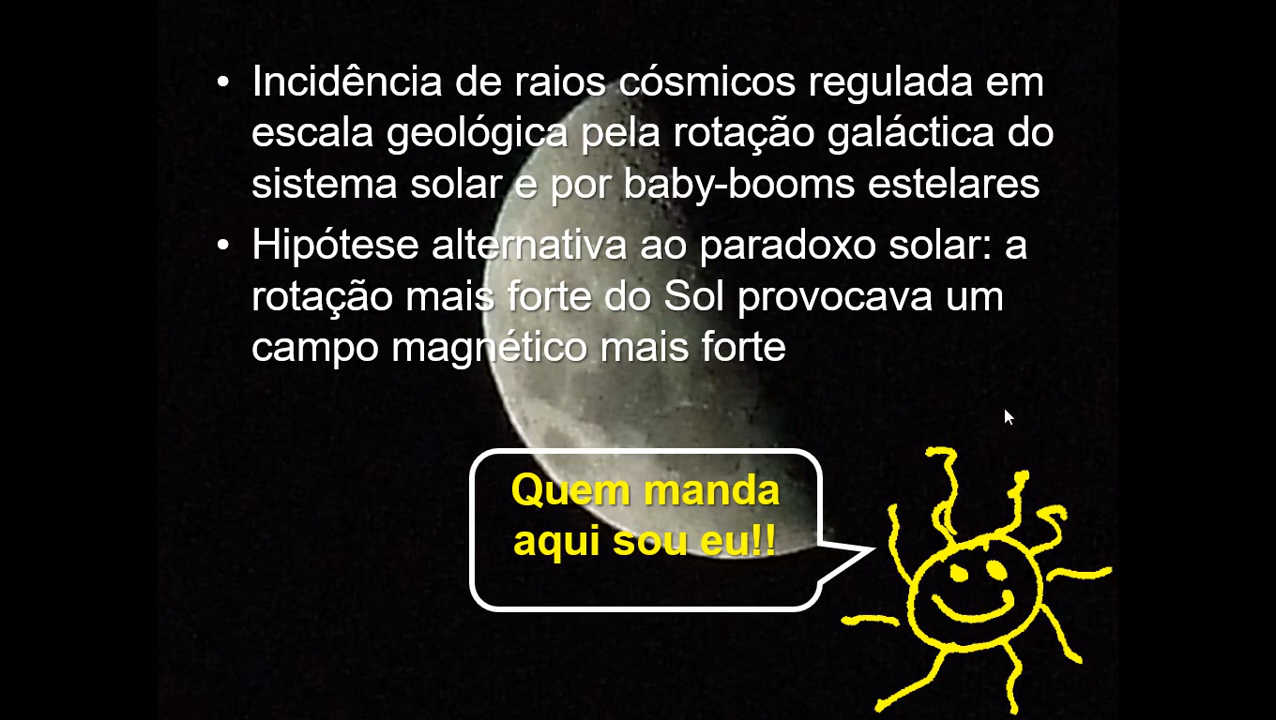 • Incidência de raios cósmicos regulada em
escala geológica pela rotação galáctica do
sistema solar e por baby-booms estelares
• Hipótese alternativa ao paradoxo solar: a
rotação mais forte do Sol provocava um
campo magnético mais forte
Quem manda
aqui sou eu!!